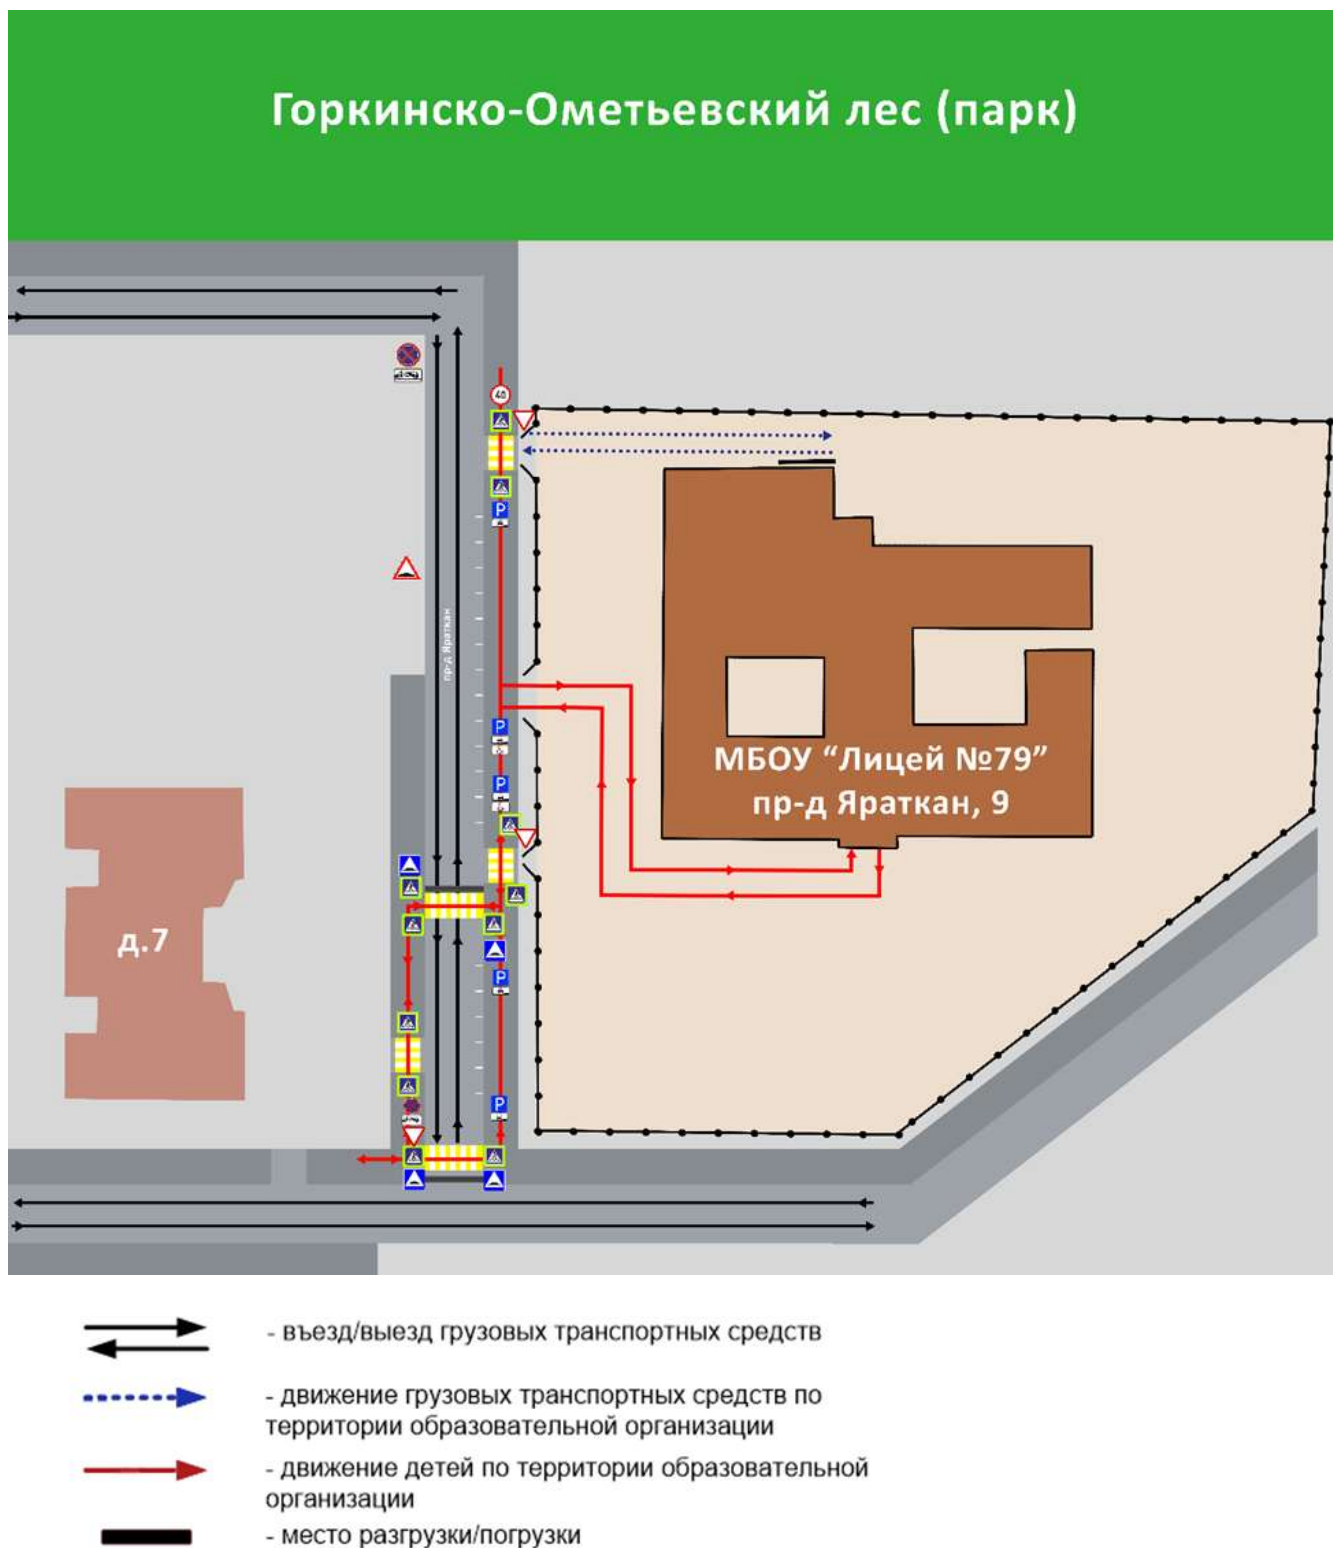 Горкинско-Ометьевский лес (парк)
40
P
пр-д Яраткан
P
P
МБОУ “Лицей №79”
пр-д Яраткан, 9
д.7
P
P
- въезд/выезд грузовых транспортных средств
- движение грузовых транспортных средств по
территории образовательной организации
- движение детей по территории образовательной
организации
- место разгрузки/погрузки